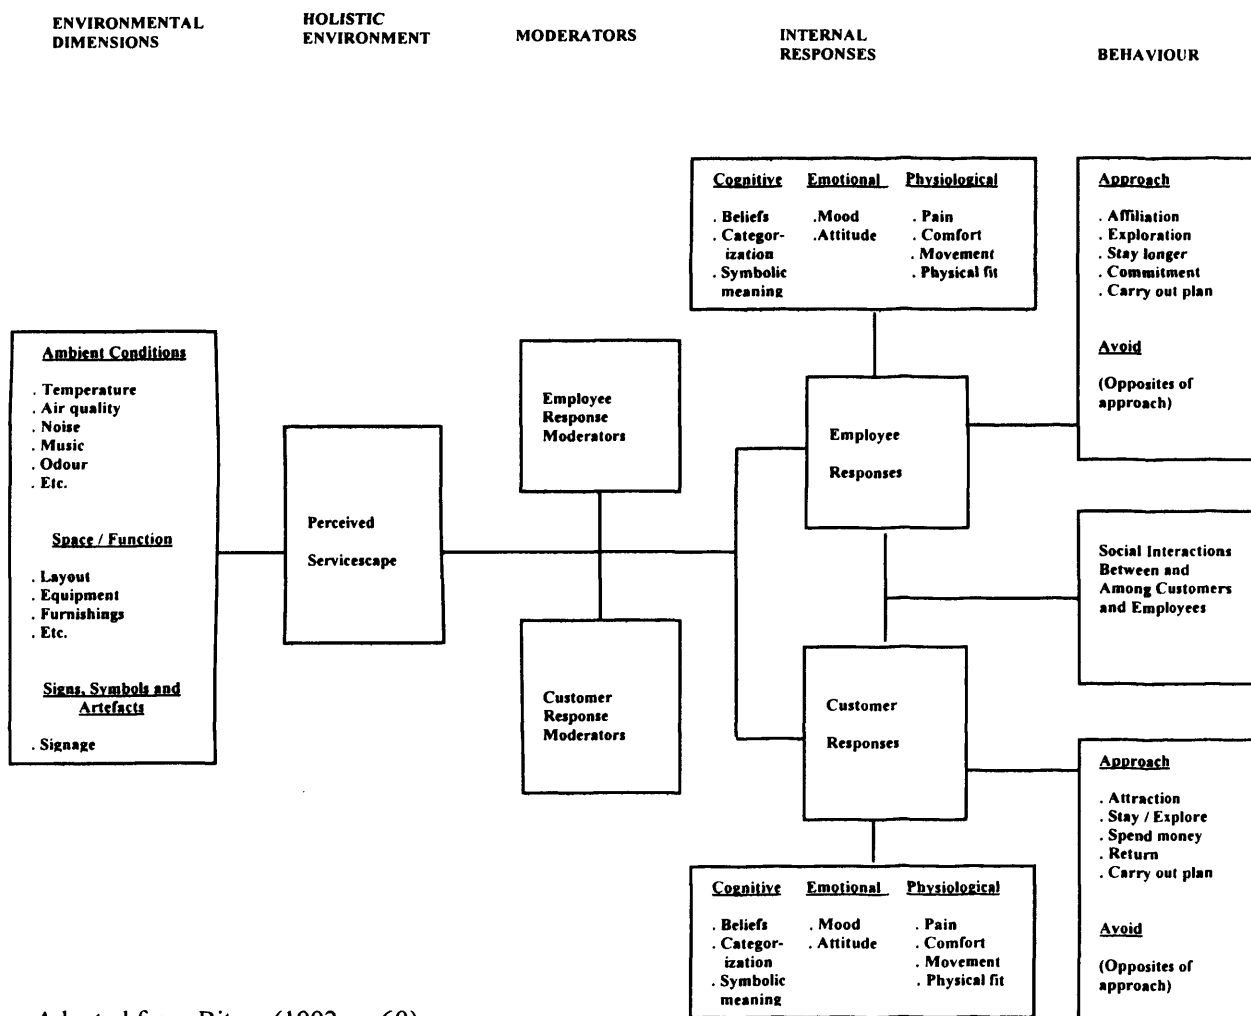 ENVIRONMENTAL
DIMENSIONS
HOLISTIC
ENVIRONMENT
MODERATORS
INTERNAL
RESPONSES
BEHAVIOUR
Ambient Conditions
. Temperature
. Air quality
. Noise
. Music
. Odour
. Etc.
Space / Function
. Layout
. Equipment
. Furnishings
. Etc.
Signs, Symbols and
Artefacts
. Signage
Perceived
Servicescape
Employee
Response
Moderators
Customer
Response
Moderators
Cognitive
. Beliefs
. Categor-
ization
. Symbolic
meaning
Emotional
.Mood
.Attitude
Physiological
. Pain
. Comfort
. Movement
. Physical fit
Employee
Responses
Customer
Responses
Cognitive
. Beliefs
. Categor-
ization
. Symbolic
meaning
Emotional
. Mood
. Attitude
Physiological
. Pain
. Comfort
. Movement
. Physical fit
Approach
. Affiliation
. Exploration
. Stay longer
. Commitment
. Carry out plan
Avoid
(Opposites of
approach)
Social Interactions
Between and
Among Customers
and Employees
Approach
. Attraction
. Stay / Explore
. Spend money
. Return
. Carry out plan
Avoid
(Opposites of
approach)